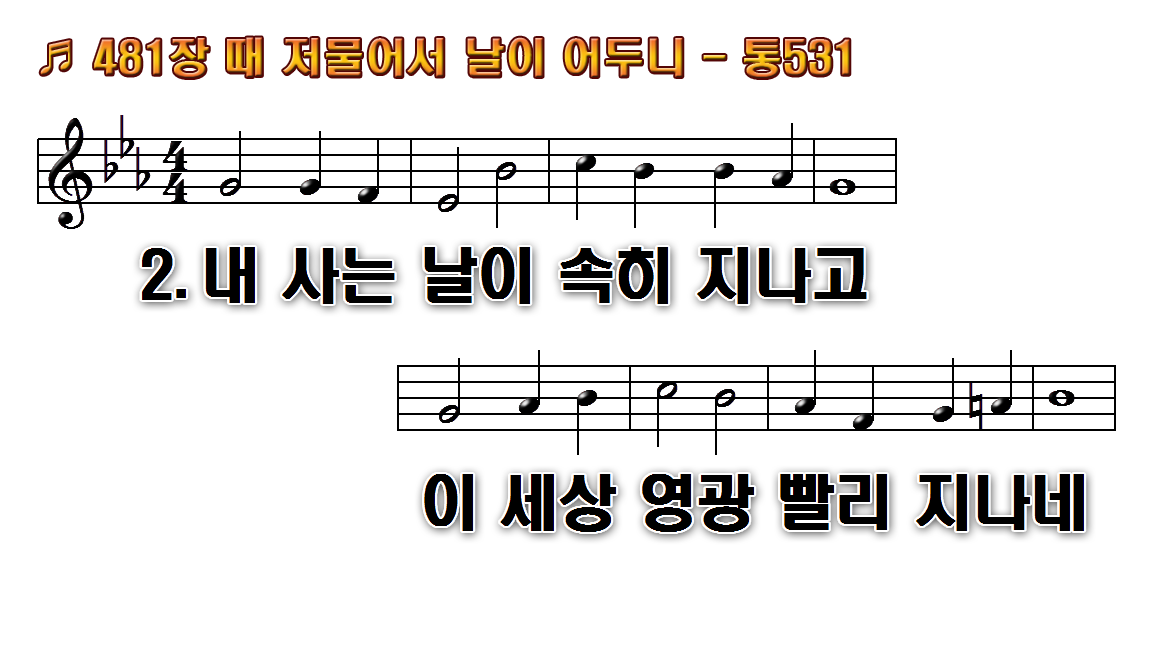 ♬ 481장 때 저물어서 날이 어두니 - 통531
2. 내 사는 날이 속히 지나고
이 세상 영광 빨리 지나네